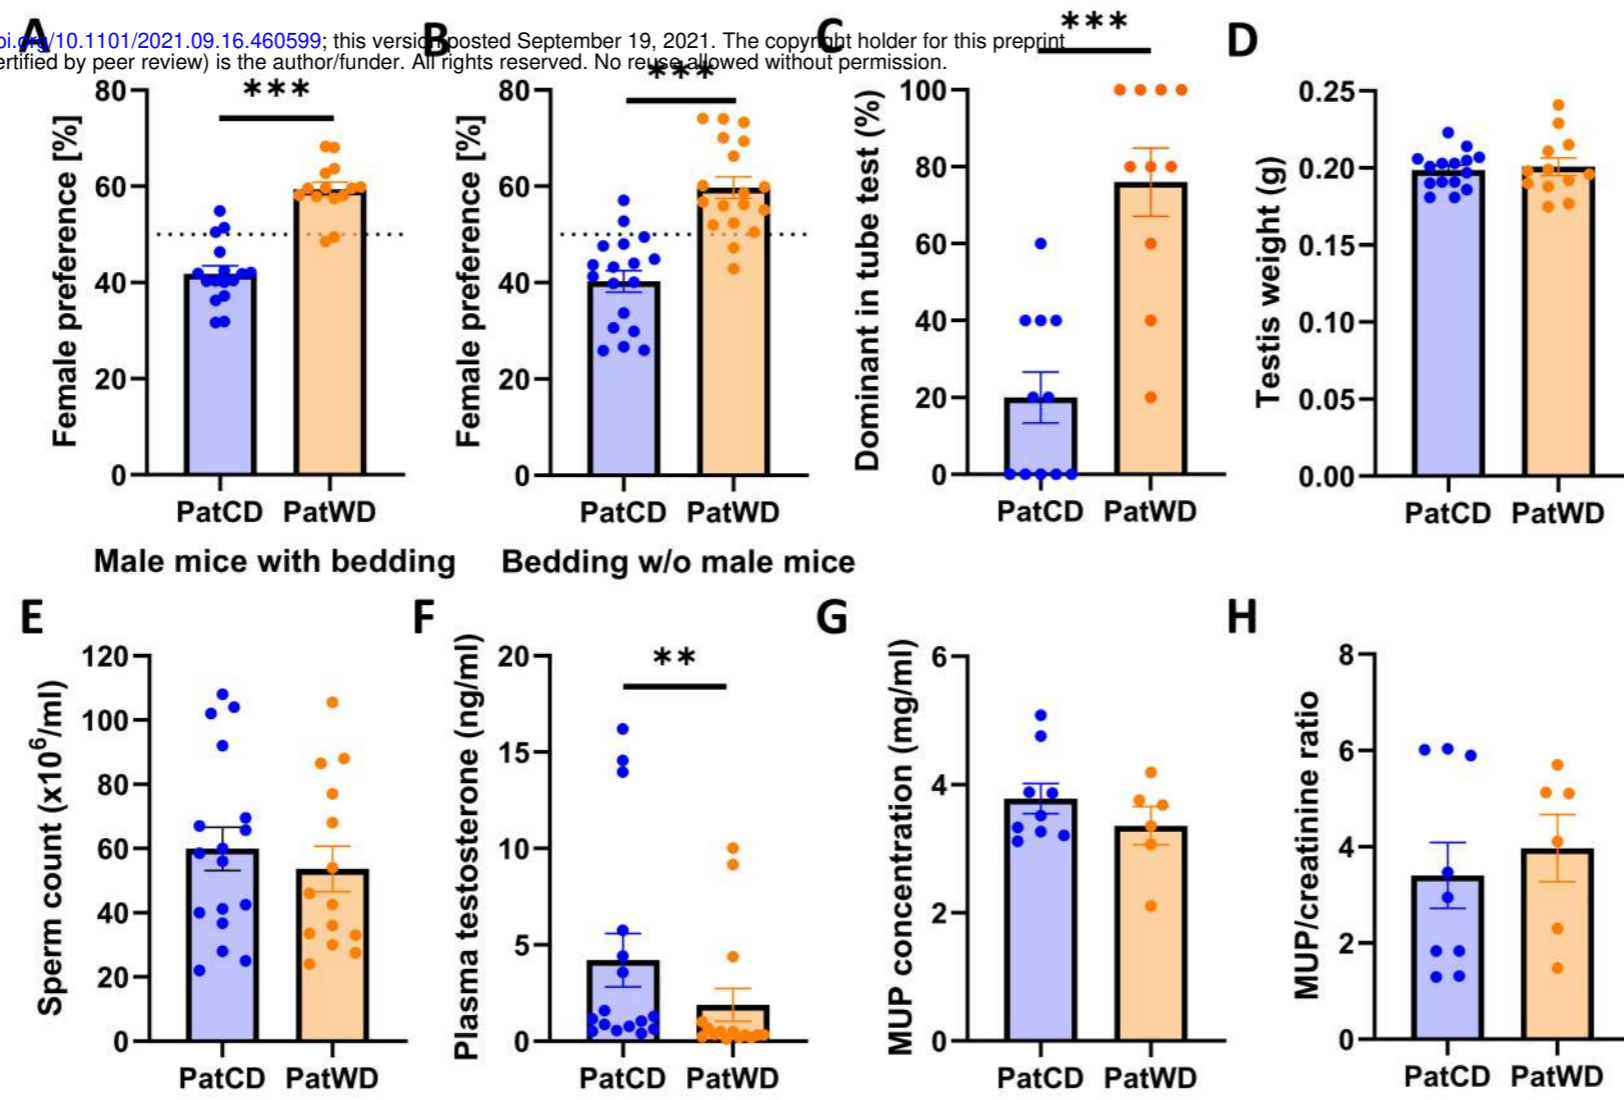 oi.org/10.1101/2021.09.16.460599; this version posted September 19, 2021. The copyright holder for this preprint
ertified by peer review) is the author/funder. All rights reserved. No reuse allowed without permission.
A
Female preference [%]
80
60
40
20
0
***
PatCD PatWD
Male mice with bedding
B
Female preference [%]
80
60
40
20
0
***
PatCD PatWD
Bedding w/o male mice
C
Dominant in tube test (%)
100
80
60
40
20
0
***
PatCD PatWD
D
Testis weight (g)
0.25
0.20
0.15
0.10
0.05
0.00
PatCD PatWD
E
Sperm count (x10⁶/ml)
120
100
80
60
40
20
0
PatCD PatWD
F
Plasma testosterone (ng/ml)
20
15
10
5
0
**
PatCD PatWD
G
MUP concentration (mg/ml)
6
4
2
0
PatCD PatWD
H
MUP/creatinine ratio
8
6
4
2
0
PatCD PatWD